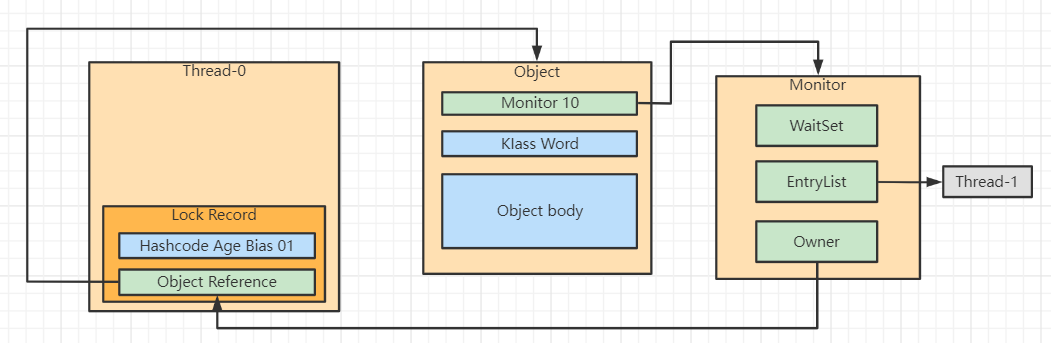 Thread-0
Lock Record
Hashcode Age Bias 01
Object Reference
Object
Monitor 10
Klass Word
Object body
Monitor
WaitSet
EntryList
Owner
Thread-1